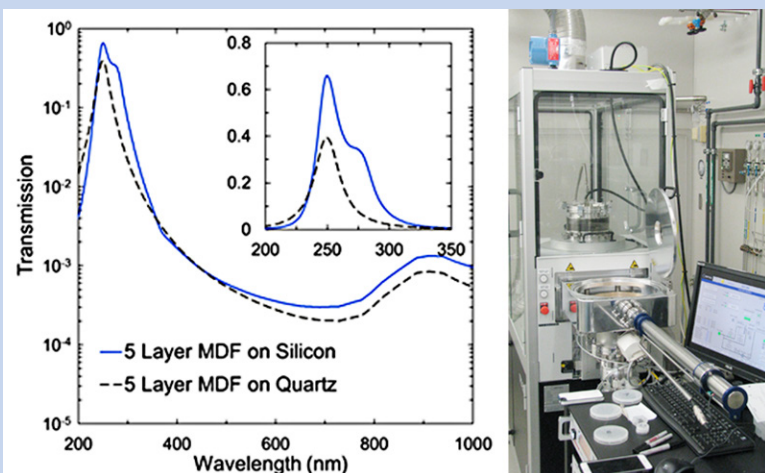 10⁰
10⁻¹
10⁻²
10⁻³
10⁻⁴
10⁻⁵
Transmission
0.8
0.6
0.4
0.2
0
200 250 300 350
5 Layer MDF on Silicon
5 Layer MDF on Quartz
200 400 600 800 1000
Wavelength (nm)